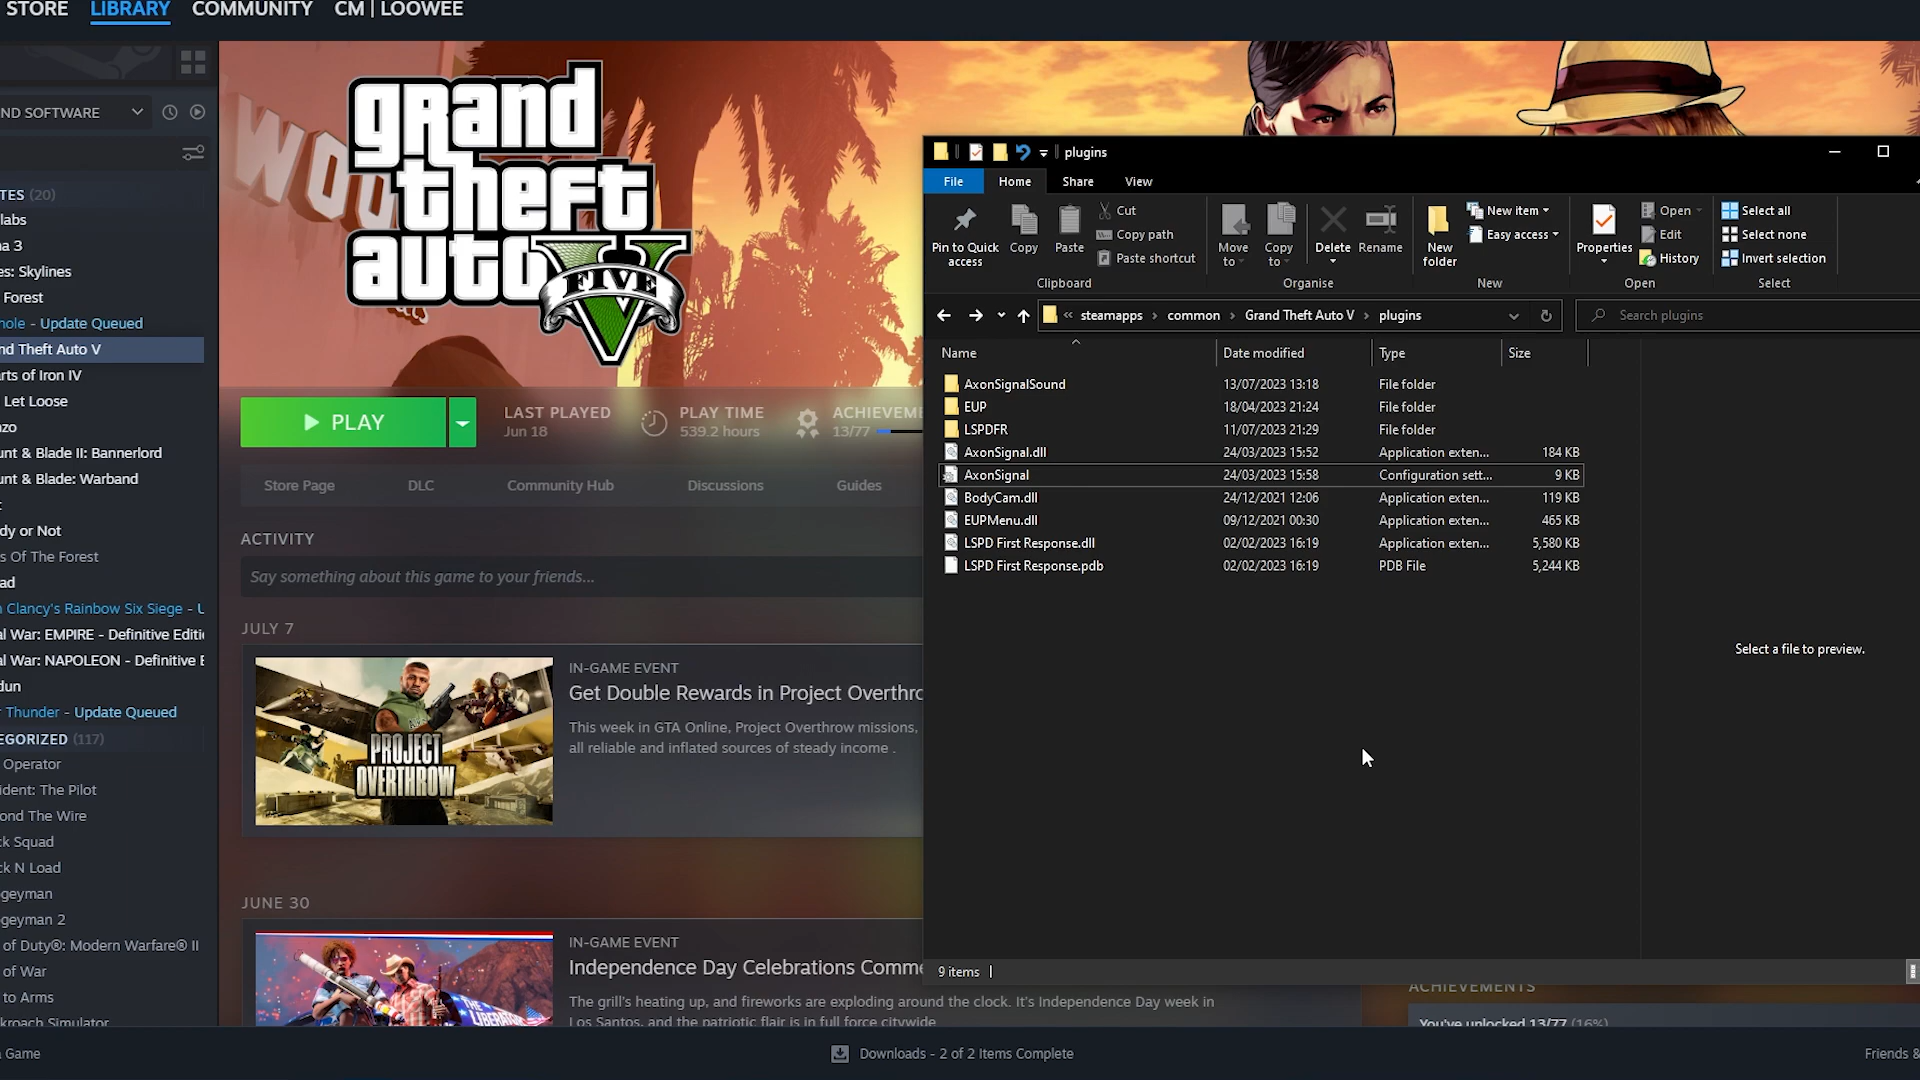 STORE LIBRARY COMMUNITY CM | LOOWEE
ND SOFTWARE
TES (20)
labs
na 3
es: Skylines
Forest
hole - Update Queued
nd Theft Auto V
rts of Iron IV
Let Loose
nzo
unt & Blade II: Bannerlord
unt & Blade: Warband
dy or Not
s Of The Forest
ad
n Clancy's Rainbow Six Siege - U
al War: EMPIRE - Definitive Editi
al War: NAPOLEON - Definitive E
dun
r Thunder - Update Queued
EGORIZED (117)
Operator
ident: The Pilot
ond The Wire
ck Squad
ck N Load
ogeyman
ogeyman 2
of Duty®: Modern Warfare® II
of War
to Arms
kroach Simulator
a Game
grand
theft
auto
V
FIVE
PLAY
LAST PLAYED
Jun 18
PLAY TIME
539.2 hours
ACHIEVEME
13/77
Store Page DLC Community Hub Discussions Guides
ACTIVITY
Say something about this game to your friends...
JULY 7
PROJECT
OVERTHROW
IN-GAME EVENT
Get Double Rewards in Project Overthro
This week in GTA Online, Project Overthrow missions,
all reliable and inflated sources of steady income .
JUNE 30
IN-GAME EVENT
Independence Day Celebrations Comme
The grill's heating up, and fireworks are exploding around the clock. It's Independence Day week in
Los Santos, and the patriotic flair is in full force citywide
THE LIBERATOR
ACHIEVEMENTS
You've unlocked 13/77 (16%)
Downloads - 2 of 2 Items Complete
Friends &
plugins
File Home Share View
Pin to Quick
access
Copy
Paste
Cut
Copy path
Paste shortcut
Clipboard
Move
to
Copy
to
Delete
Rename
Organise
New
folder
New item
Easy access
New
Properties
Open
Edit
History
Open
Select all
Select none
Invert selection
Select
« steamapps › common › Grand Theft Auto V › plugins
Search plugins
Name Date modified Type Size
AxonSignalSound 13/07/2023 13:18 File folder
EUP 18/04/2023 21:24 File folder
LSPDFR 11/07/2023 21:29 File folder
AxonSignal.dll 24/03/2023 15:52 Application exten... 184 KB
AxonSignal 24/03/2023 15:58 Configuration sett... 9 KB
BodyCam.dll 24/12/2021 12:06 Application exten... 119 KB
EUPMenu.dll 09/12/2021 00:30 Application exten... 465 KB
LSPD First Response.dll 02/02/2023 16:19 Application exten... 5,580 KB
LSPD First Response.pdb 02/02/2023 16:19 PDB File 5,244 KB
Select a file to preview.
9 items